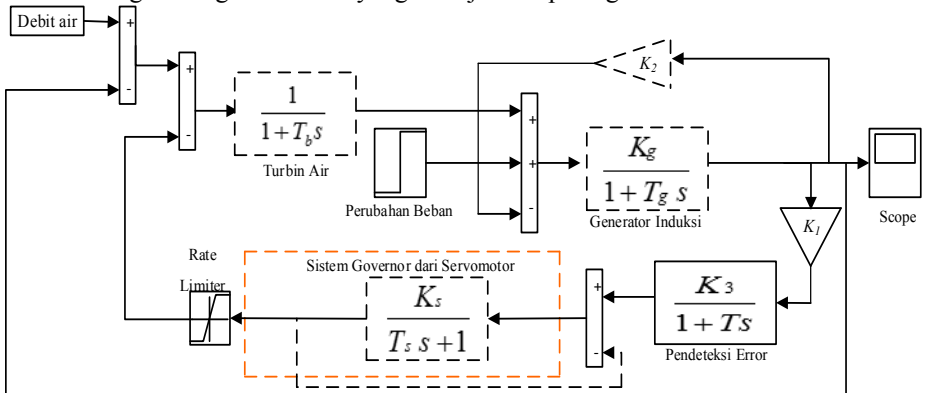 Debit air
+
-
+
-
1
1+T_b s
Turbin Air
Perubahan Beban
+
+
-
K_2
K_g
1+T_g s
Generator Induksi
Scope
K_1
Rate
Limiter
Sistem Governor dari Servomotor
K_s
T_s s+1
+
-
K 3
1+Ts
Pendeteksi Error